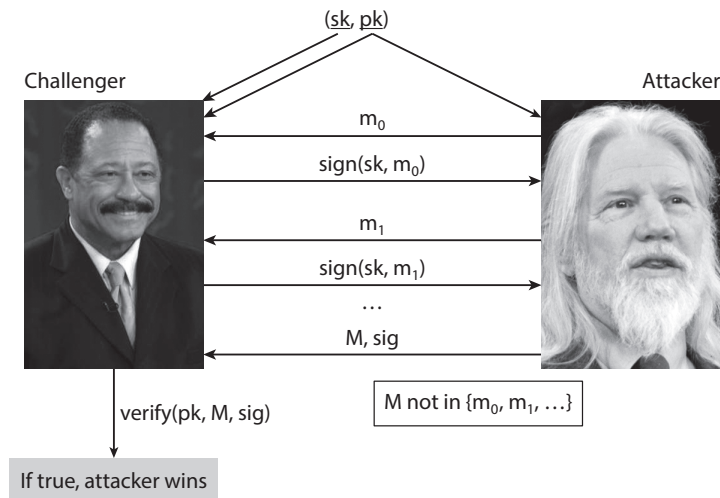 (sk, pk)
Challenger
Attacker
m₀
sign(sk, m₀)
m₁
sign(sk, m₁)
…
M, sig
M not in {m₀, m₁, …}
verify(pk, M, sig)
If true, attacker wins